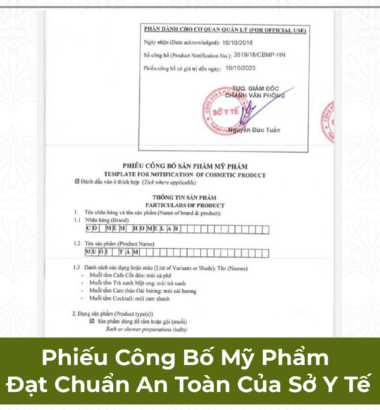 PHẦN DÀNH CHO CƠ QUAN QUẢN LÝ (FOR OFFICIAL USE)
Ngày nhận (Date acknowledged): 16/10/2018
Số công bố (Product Notification No.): 3519/18/CBMP-HN
Phiếu công bố có giá trị đến ngày: 16/10/2023
TUQ. GIÁM ĐỐC
CHÁNH VĂN PHÒNG
SỞ Y TẾ
Nguyễn Đức Tuấn
PHIẾU CÔNG BỐ SẢN PHẨM MỸ PHẨM
TEMPLATE FOR NOTIFICATION OF COSMETIC PRODUCT
☑ Đánh dấu vào ô thích hợp (Tick where applicable)
THÔNG TIN SẢN PHẨM
PARTICULARS OF PRODUCT
1. Tên nhãn hàng và tên sản phẩm (Name of brand & product):
1.1 Nhãn hàng (Brand)
CỎ MỀM HOMELAB
1.2 Tên sản phẩm (Product Name)
MUỐI TẮM
1.3 Danh sách các dạng hoặc màu (List of Variants or Shade). Tên (Names)
- Muối tắm Cafe Cốt dừa: mùi cà phê
- Muối tắm Trà xanh Mật ong: mùi trà xanh
- Muối tắm Cam thảo Oải hương: mùi oải hương
- Muối tắm Cocktail: mùi cam chanh
2. Dạng sản phẩm (Product type(s))
☑ Sản phẩm dùng để tắm hoặc gội (muối)
Bath or shower preparations (salts)
Phiếu Công Bố Mỹ Phẩm
Đạt Chuẩn An Toàn Của Sở Y Tế